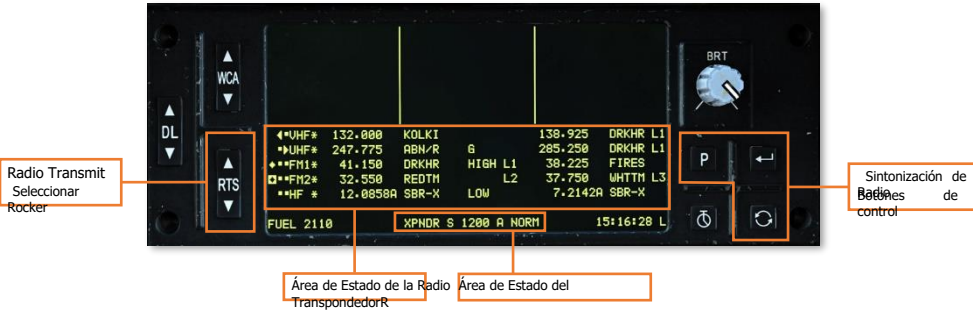 BRT
WCA
DL
RTS
P
VHF* 132.000 KOLKI 138.925 DRKHR L1
UHF* 247.775 ABN/R G 285.250 DRKHR L1
FM1* 41.150 DRKHR HIGH L1 38.225 FIRES
FM2* 32.550 REDTM L2 37.750 WHTTM L3
HF * 12.0858A SBR-X LOW 7.2142A SBR-X
FUEL 2110 XPNDR S 1200 A NORM 15:16:28 L
Radio Transmit
Seleccionar
Rocker
Sintonización de
Radio
Botones de
control
Área de Estado de la Radio
Área de Estado del
TranspondedorR